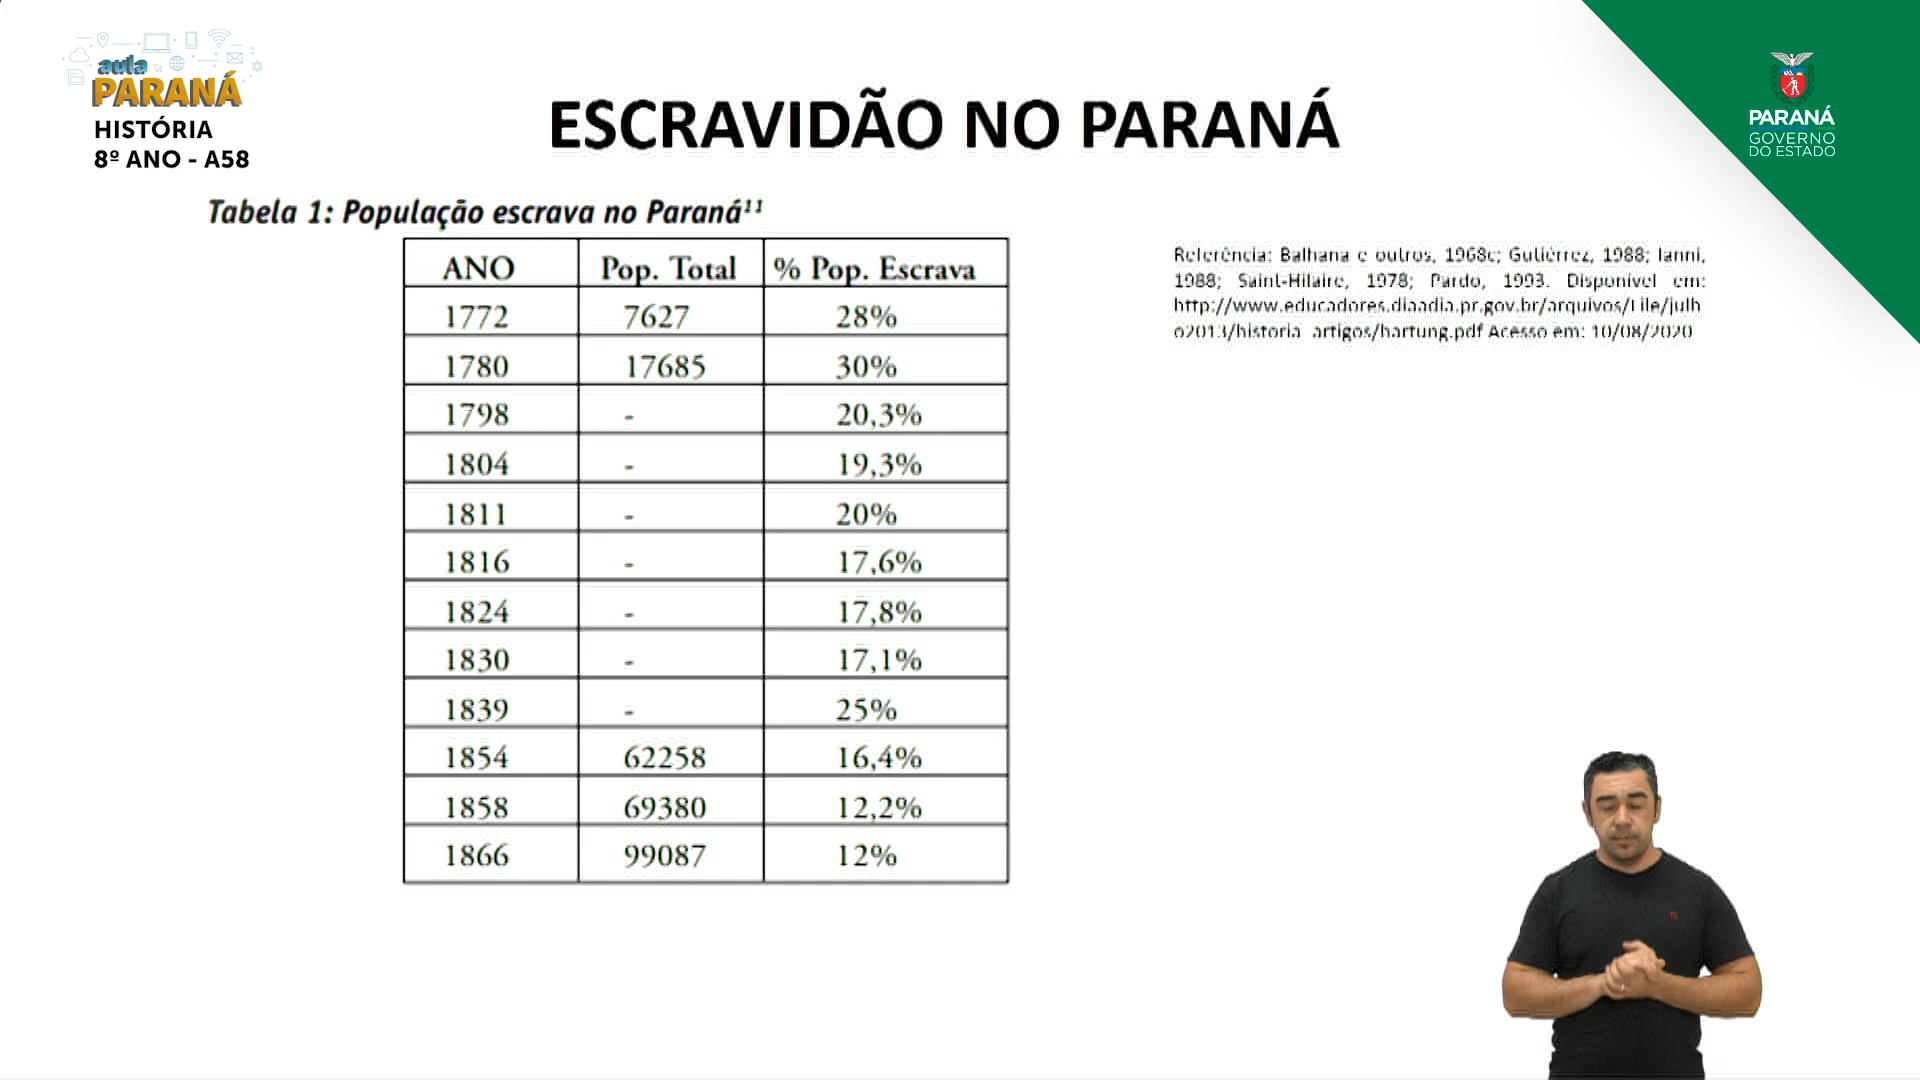 aula
PARANÁ
HISTÓRIA
8º ANO - A58
ESCRAVIDÃO NO PARANÁ
PARANÁ
GOVERNO
DO ESTADO
Tabela 1: População escrava no Paraná¹¹
ANO Pop. Total % Pop. Escrava
1772 7627 28%
1780 17685 30%
1798 - 20,3%
1804 - 19,3%
1811 - 20%
1816 - 17,6%
1824 - 17,8%
1830 - 17,1%
1839 - 25%
1854 62258 16,4%
1858 69380 12,2%
1866 99087 12%
Referência: Balhana e outros, 1968c; Gutiérrez, 1988; Ianni,
1988; Saint-Hilaire, 1978; Pardo, 1993. Disponível em:
http://www.educadores.diaadia.pr.gov.br/arquivos/File/julh
o2013/historia_artigos/hartung.pdf Acesso em: 10/08/2020